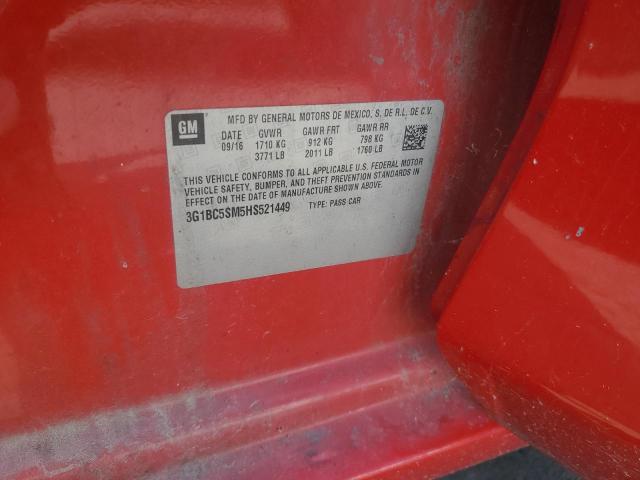 GM
MFD BY GENERAL MOTORS DE MEXICO, S. DE R.L. DE C.V.
DATE GVWR GAWR FRT GAWR RR
09/16 1710 KG 912 KG 798 KG
3771 LB 2011 LB 1760 LB
THIS VEHICLE CONFORMS TO ALL APPLICABLE U.S. FEDERAL MOTOR
VEHICLE SAFETY, BUMPER, AND THEFT PREVENTION STANDARDS IN
EFFECT ON THE DATE OF MANUFACTURE SHOWN ABOVE.
3G1BC5SM5HS521449 TYPE: PASS CAR